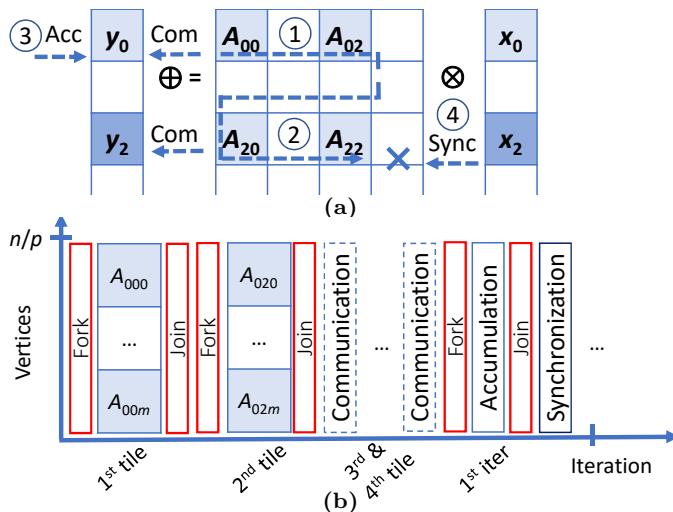 ③ Acc y₀ Com A₀₀ ① A₀₂ x₀
⊕ = ⊗
y₂ Com A₂₀ ② A₂₂ ④ Sync x₂
(a)
n/p
Vertices
Fork
A₀₀₀
...
A₀₀ₘ
Join
Fork
A₀₂₀
...
A₀₂ₘ
Join
Communication
...
Communication
Fork
Accumulation
Join
Synchronization
...
1ˢᵗ tile
2ⁿᵈ tile
3ʳᵈ &
4ᵗʰ tile
1ˢᵗ iter
Iteration
(b)